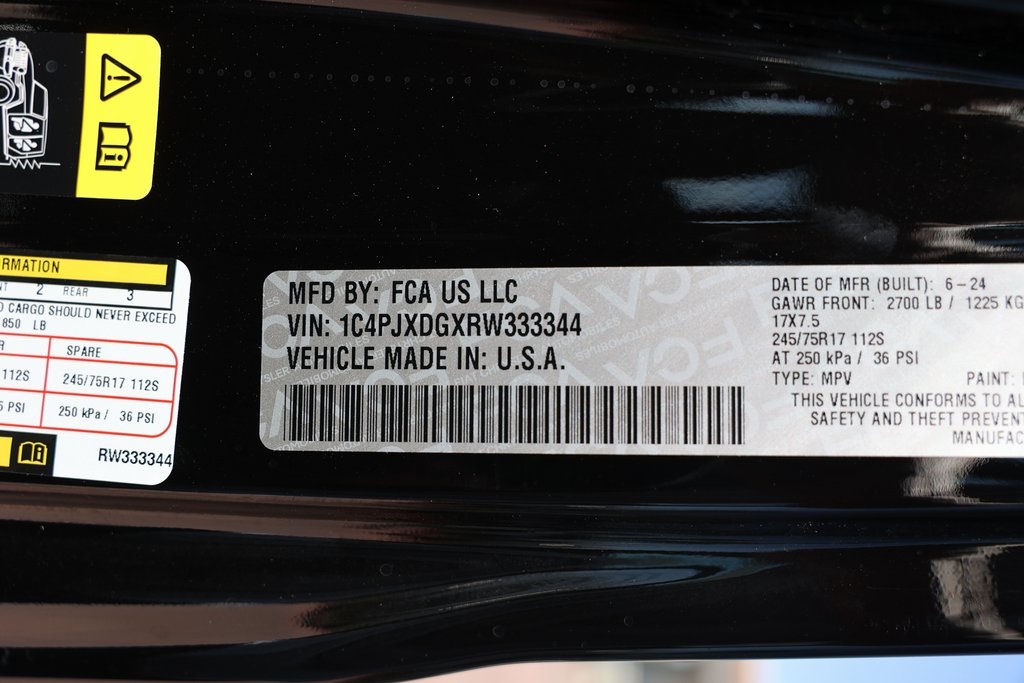 RMATION
NT 2 REAR 3
D CARGO SHOULD NEVER EXCEED
850 LB
R SPARE
112S 245/75R17 112S
PSI 250 kPa / 36 PSI
RW333344
MFD BY: FCA US LLC
VIN: 1C4PJXDGXRW333344
VEHICLE MADE IN: U.S.A.
DATE OF MFR (BUILT): 6-24
GAWR FRONT: 2700 LB / 1225 KG
17X7.5
245/75R17 112S
AT 250 kPa / 36 PSI
TYPE: MPV PAINT:
THIS VEHICLE CONFORMS TO AL
SAFETY AND THEFT PREVENT
MANUFAC